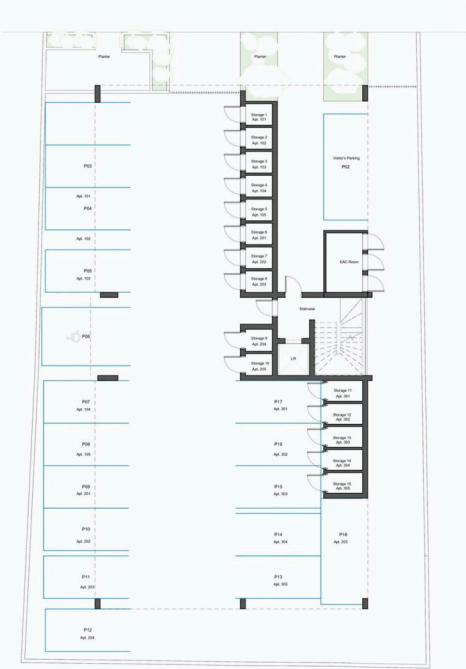 Planter
Planter
Planter
Storage 1
Apt. 101
Storage 2
Apt. 102
Storage 3
Apt. 103
Storage 4
Apt. 104
Storage 5
Apt. 105
Storage 6
Apt. 201
Storage 7
Apt. 202
Storage 8
Apt. 203
Visitor's Parking
P02
EAC Room
P03
Apt. 101
P04
Apt. 102
P05
Apt. 103
Staircase
P06
Storage 9
Apt. 204
Storage 10
Apt. 205
Lift
P07
Apt. 104
P08
Apt. 105
P09
Apt. 201
P10
Apt. 202
P11
Apt. 203
P12
Apt. 204
P17
Apt. 301
P16
Apt. 302
P15
Apt. 303
P14
Apt. 304
P13
Apt. 305
Storage 11
Apt. 301
Storage 12
Apt. 302
Storage 13
Apt. 303
Storage 14
Apt. 304
Storage 15
Apt. 305
P18
Apt. 205